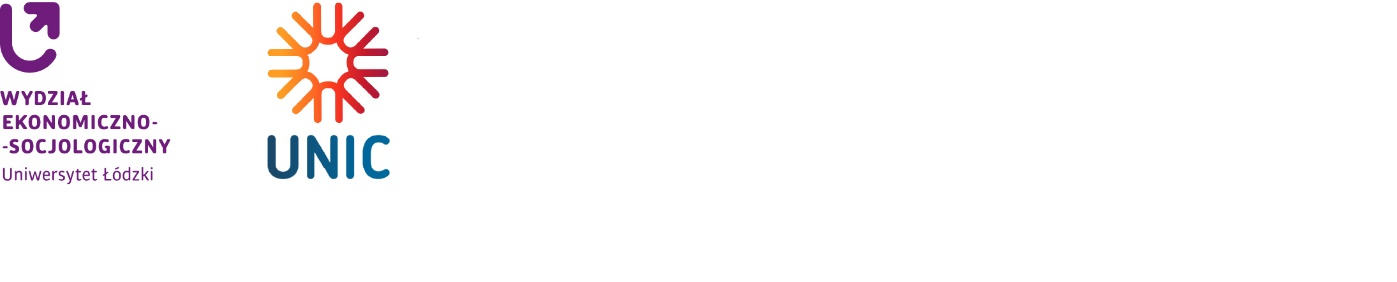 WYDZIAŁ
EKONOMICZNO-
-SOCJOLOGICZNY
Uniwersytet Łódzki
UNIC